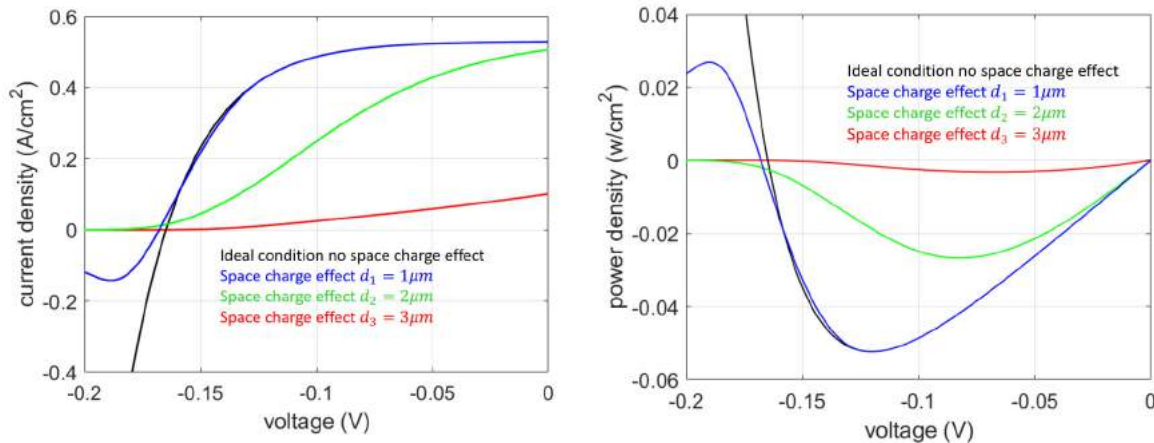 current density (A/cm²)
0.6
0.4
0.2
0
-0.2
-0.4
-0.2
-0.15
-0.1
-0.05
0
voltage (V)
Ideal condition no space charge effect
Space charge effect d₁ = 1μm
Space charge effect d₂ = 2μm
Space charge effect d₃ = 3μm
power density (w/cm²)
0.04
0.02
0
-0.02
-0.04
-0.06
-0.2
-0.15
-0.1
-0.05
0
voltage (V)
Ideal condition no space charge effect
Space charge effect d₁ = 1μm
Space charge effect d₂ = 2μm
Space charge effect d₃ = 3μm